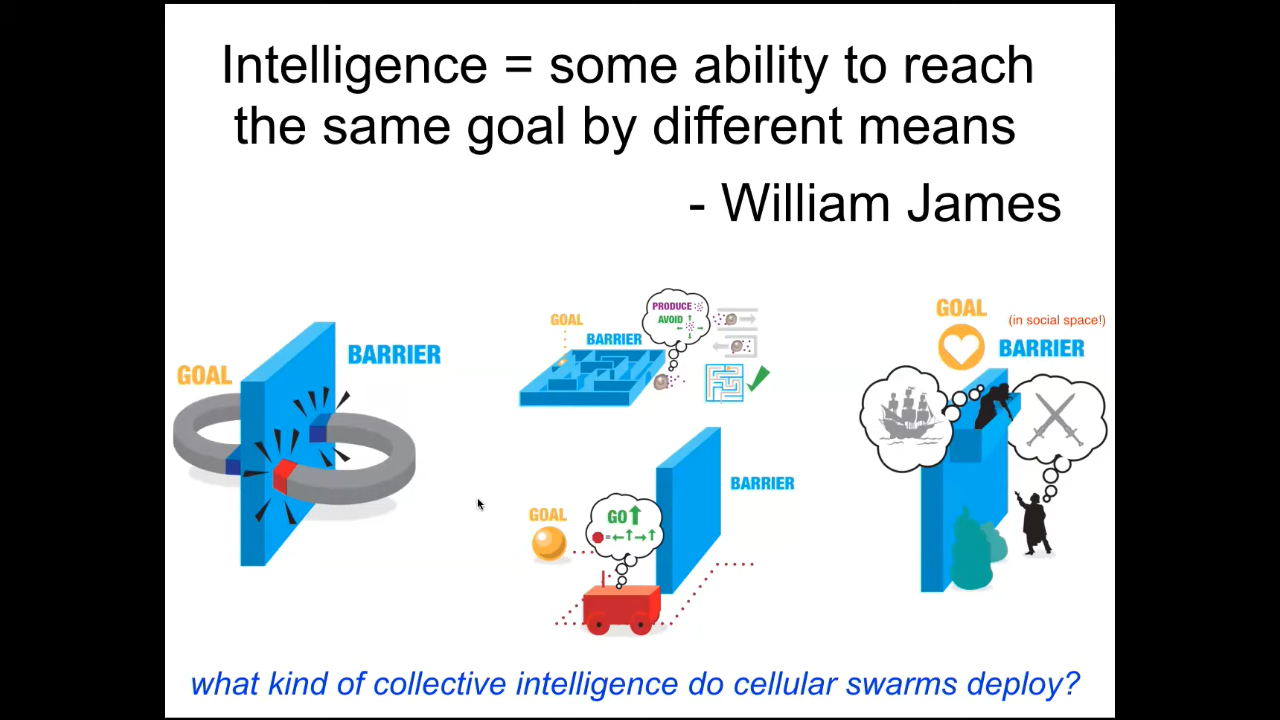 Intelligence = some ability to reach
the same goal by different means
- William James
GOAL
BARRIER
GOAL
BARRIER
PRODUCE
AVOID
GOAL
GO
=
BARRIER
GOAL
(in social space!)
BARRIER
what kind of collective intelligence do cellular swarms deploy?